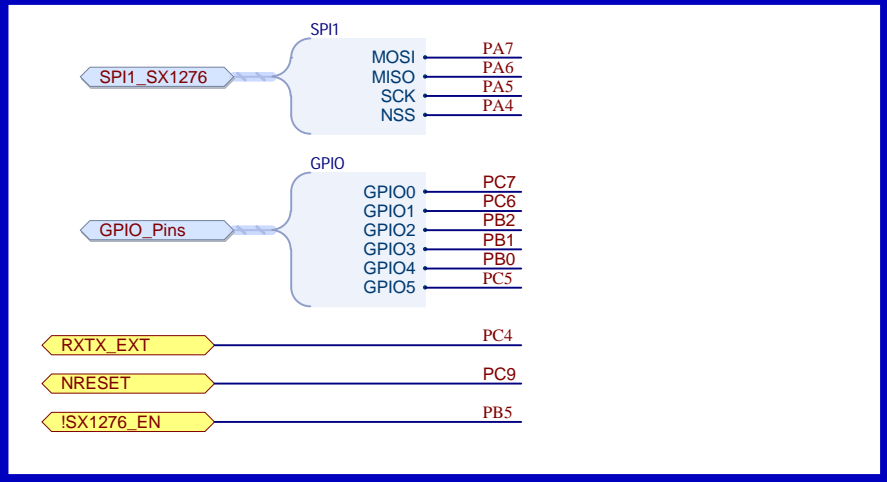 SPI1
SPI1_SX1276
MOSI PA7
MISO PA6
SCK PA5
NSS PA4
GPIO
GPIO_Pins
GPIO0 PC7
GPIO1 PC6
GPIO2 PB2
GPIO3 PB1
GPIO4 PB0
GPIO5 PC5
RXTX_EXT PC4
NRESET PC9
!SX1276_EN PB5